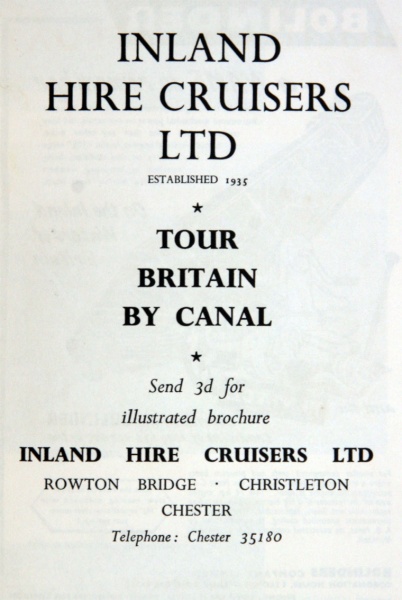 INLAND
HIRE CRUISERS
LTD
ESTABLISHED 1935
★
TOUR
BRITAIN
BY CANAL
★
Send 3d for
illustrated brochure
INLAND HIRE CRUISERS LTD
ROWTON BRIDGE · CHRISTLETON
CHESTER
Telephone: Chester 35180